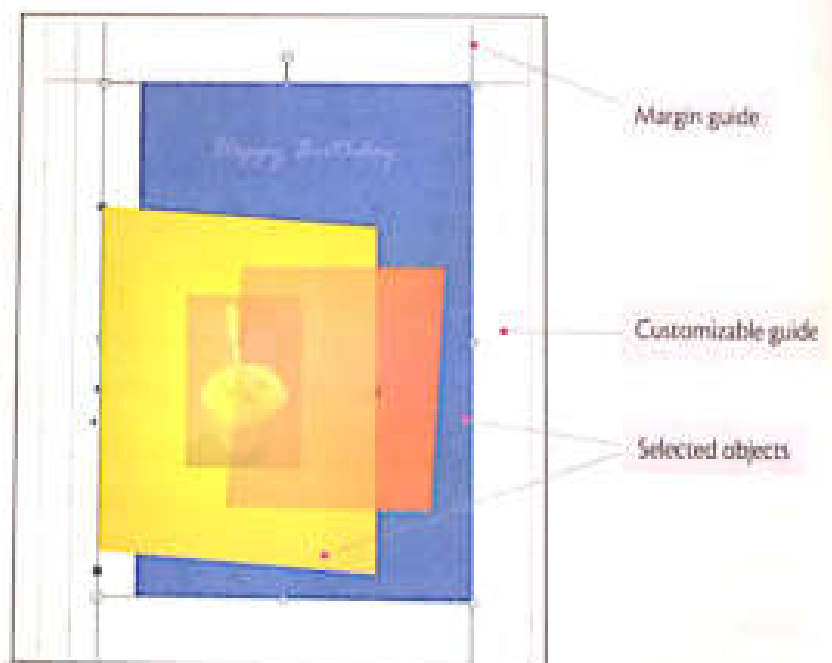 Happy Birthday
Margin guide
Customizable guide
Selected objects